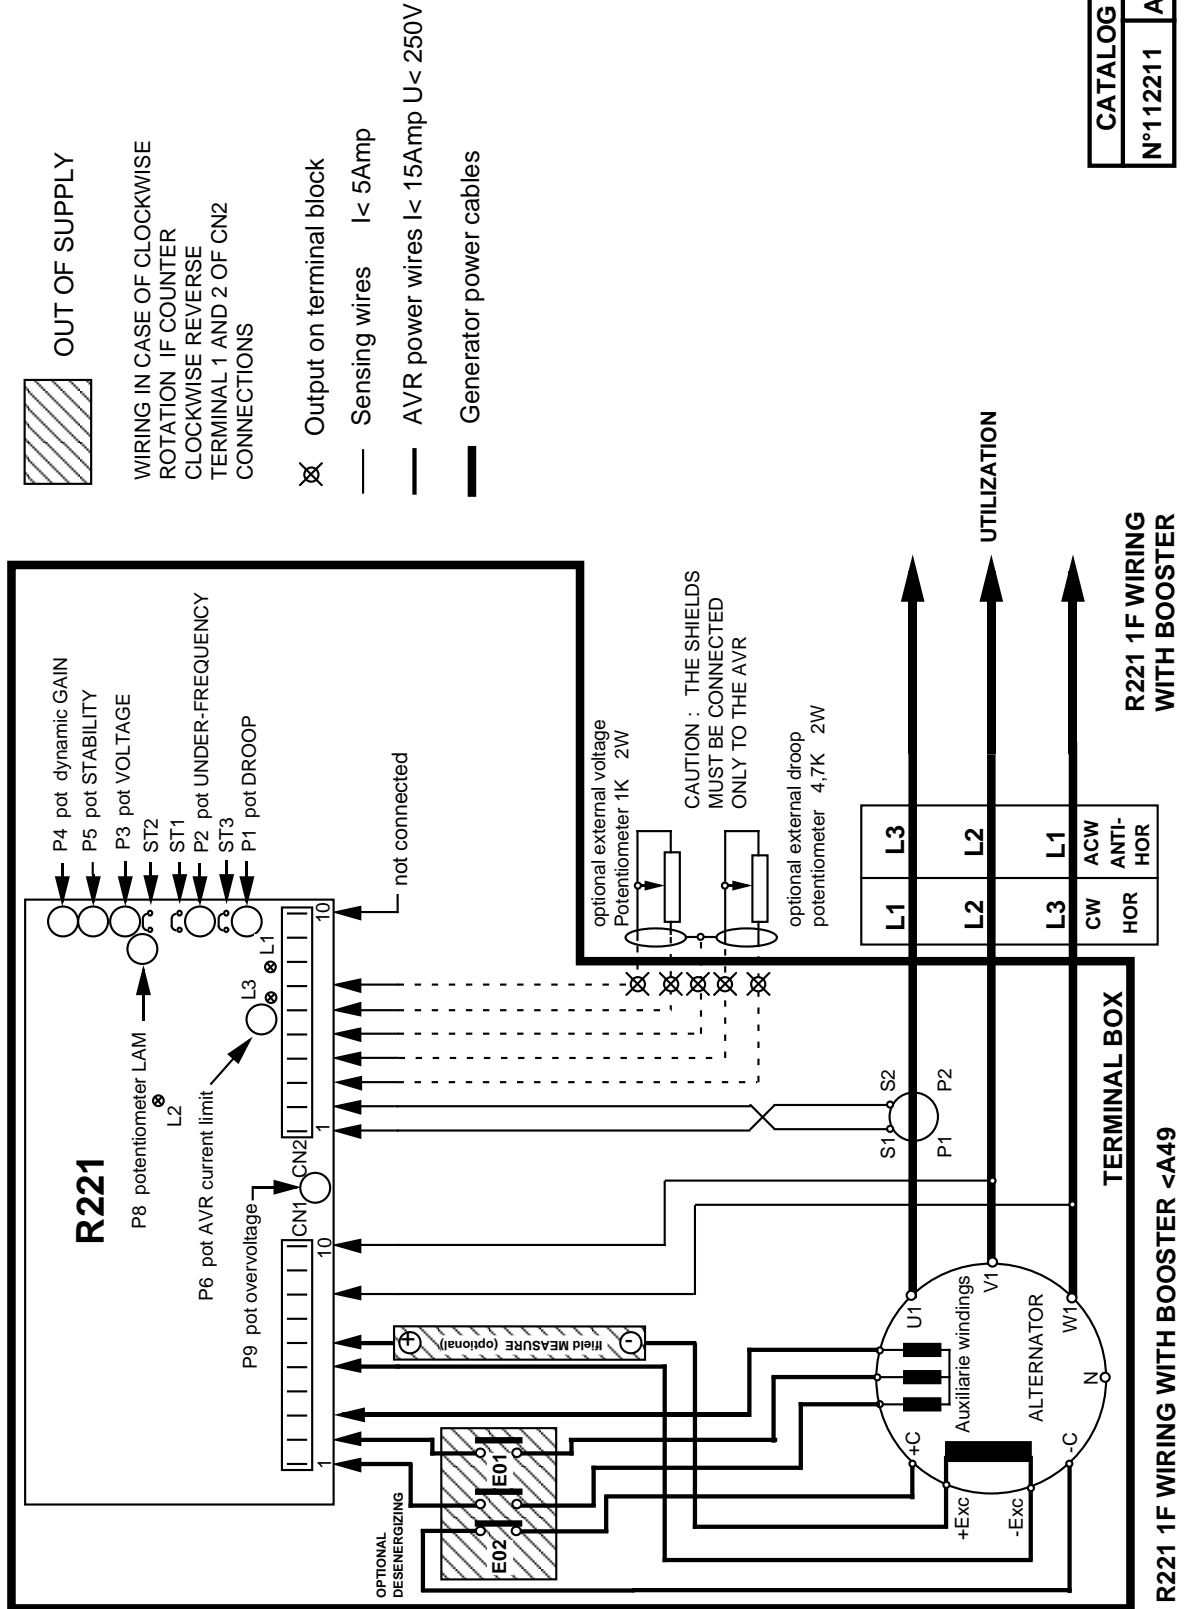 OUT OF SUPPLY
WIRING IN CASE OF CLOCKWISE
ROTATION IF COUNTER
CLOCKWISE REVERSE
TERMINAL 1 AND 2 OF CN2
CONNECTIONS
Output on terminal block
Sensing wires I< 5Amp
AVR power wires I< 15Amp U< 250V
Generator power cables
CATALOG
N°112211
A
R221
P8 potentiometer LAM
L2
P6 pot AVR current limit
P9 pot overvoltage
L3
L1
P4 pot dynamic GAIN
P5 pot STABILITY
P3 pot VOLTAGE
ST2
ST1
P2 pot UNDER-FREQUENCY
ST3
P1 pot DROOP
1
10
CN1
CN2
1
10
not connected
OPTIONAL
DESENERGIZING
E02
E01
+
Ifield MEASURE (optional)
-
optional external voltage
Potentiometer 1K 2W
CAUTION : THE SHIELDS
MUST BE CONNECTED
ONLY TO THE AVR
optional external droop
potentiometer 4,7K 2W
S1
S2
P1
P2
+C
-C
+Exc
-Exc
Auxiliarie windings
ALTERNATOR
N
U1
V1
W1
TERMINAL BOX
L1
L3
L2
L2
L3
L1
CW
ACW
HOR
ANTI-
HOR
UTILIZATION
R221 1F WIRING
WITH BOOSTER
R221 1F WIRING WITH BOOSTER <A49